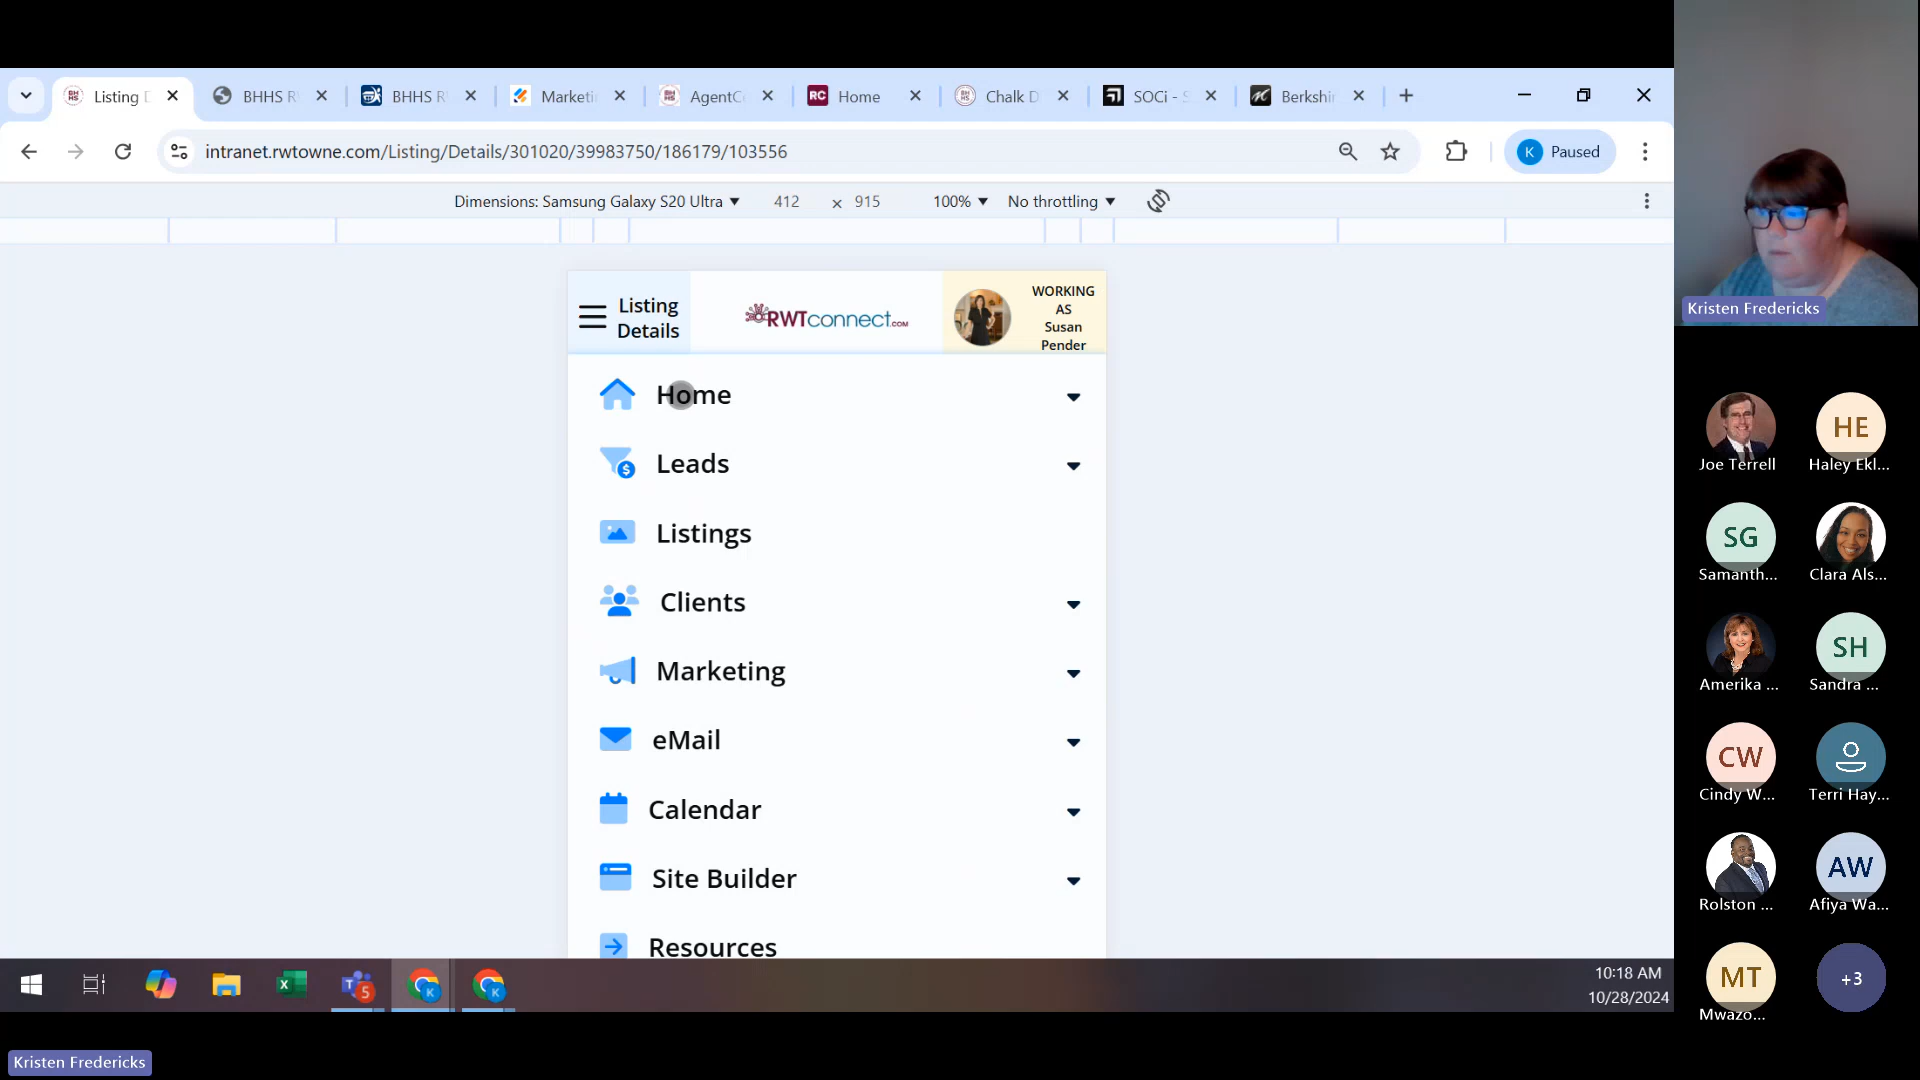 Listing D
BHHS R
BHHS R
Marketi
AgentC
RC
Home
Chalk D
SOCi - S
Berkshi
intranet.rwtowne.com/Listing/Details/301020/39983750/186179/103556
K
Paused
Dimensions: Samsung Galaxy S20 Ultra
412
x
915
100%
No throttling
Listing
Details
RWTconnect.COM
WORKING
AS
Susan
Pender
Home
Leads
Listings
Clients
Marketing
eMail
Calendar
Site Builder
Resources
Kristen Fredericks
Joe Terrell
HE
Haley Ekl...
SG
Samanth...
Clara Als...
Amerika ...
SH
Sandra ...
CW
Cindy W...
Terri Hay...
Rolston ...
AW
Afiya Wa...
MT
Mwazo...
+3
5
K
K
10:18 AM
10/28/2024
Kristen Fredericks